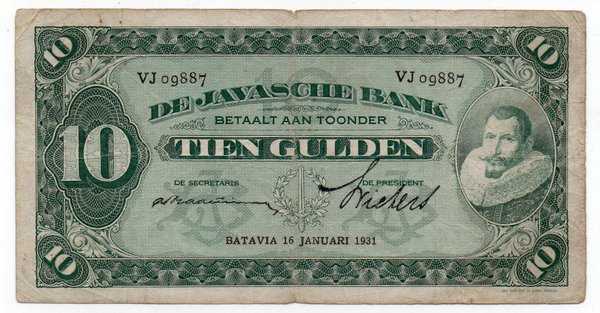 10 10
VJ 09887 VJ 09887
DE JAVASCHE BANK
BETAALT AAN TOONDER
10 TIEN GULDEN
DE SECRETARIS DE PRESIDENT
BATAVIA 16 JANUARI 1931
10 10